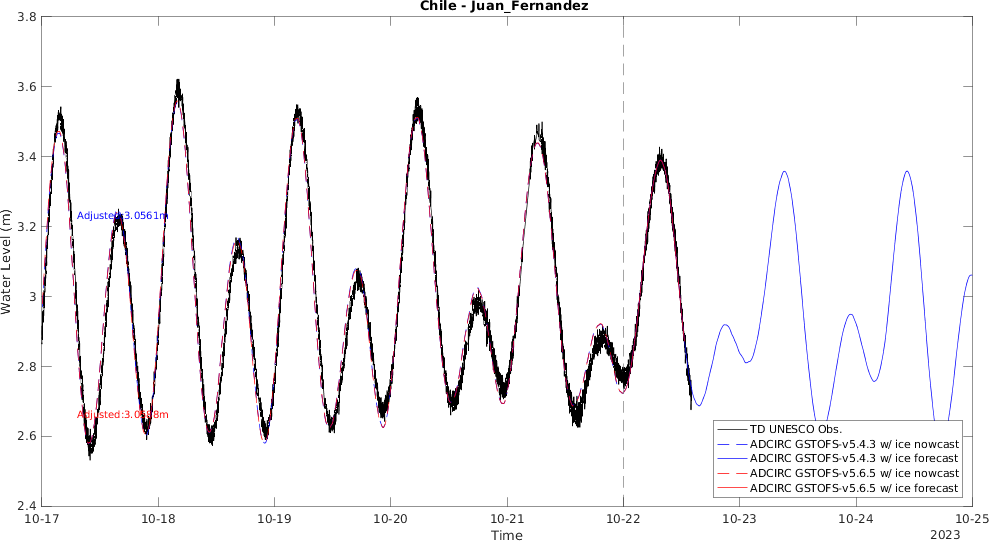 Chile - Juan_Fernandez
3.8
3.6
3.4
3.2
3
2.8
2.6
2.4
Water Level (m)
Adjusted:3.0561m
TD UNESCO Obs.
ADCIRC GSTOFS-v5.4.3 w/ ice nowcast
ADCIRC GSTOFS-v5.4.3 w/ ice forecast
ADCIRC GSTOFS-v5.6.5 w/ ice nowcast
ADCIRC GSTOFS-v5.6.5 w/ ice forecast
10-17
10-18
10-19
10-20
10-21
10-22
10-23
10-24
10-25
Time
2023